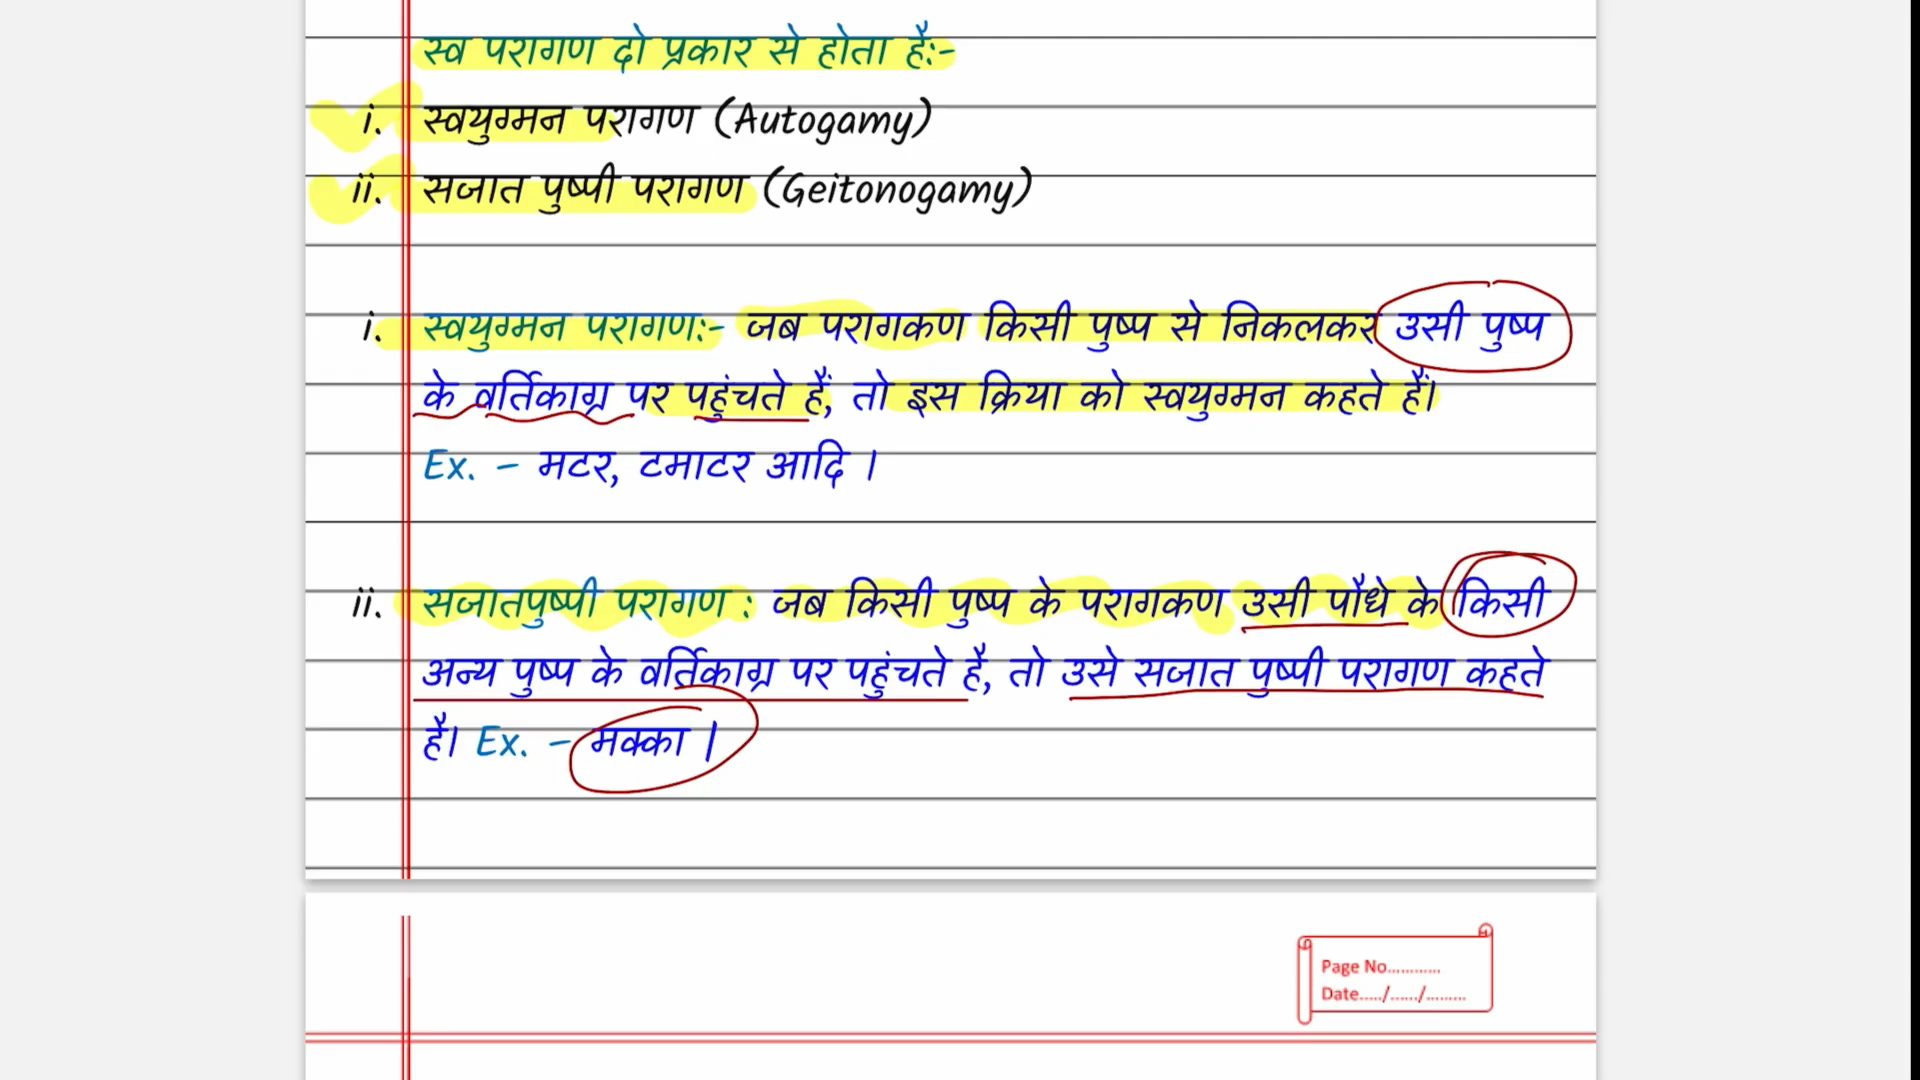 स्व परागण दो प्रकार से होता है:-
i. स्वयुग्मन परागण (Autogamy)
ii. सजात पुष्पी परागण (Geitonogamy)
i. स्वयुग्मन परागण:- जब परागकण किसी पुष्प से निकलकर उसी पुष्प
के वर्तिकाग्र पर पहुंचते हैं, तो इस क्रिया को स्वयुग्मन कहते हैं।
Ex. - मटर, टमाटर आदि ।
ii. सजातपुष्पी परागण : जब किसी पुष्प के परागकण उसी पौधे के किसी
अन्य पुष्प के वर्तिकाग्र पर पहुंचते है, तो उसे सजात पुष्पी परागण कहते
है। Ex. - मक्का ।
Page No............
Date...../....../.........